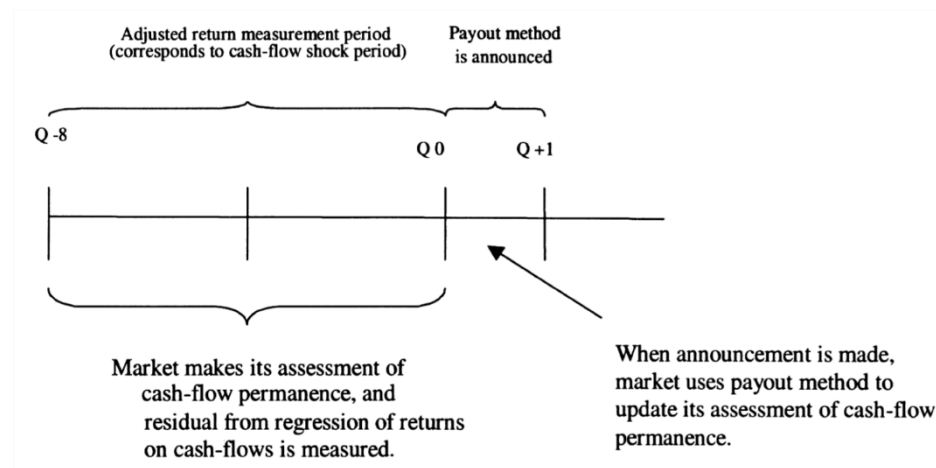 Adjusted return measurement period
(corresponds to cash-flow shock period)
Payout method
is announced
Q -8
Q 0
Q +1
Market makes its assessment of
cash-flow permanence, and
residual from regression of returns
on cash-flows is measured.
When announcement is made,
market uses payout method to
update its assessment of cash-flow
permanence.